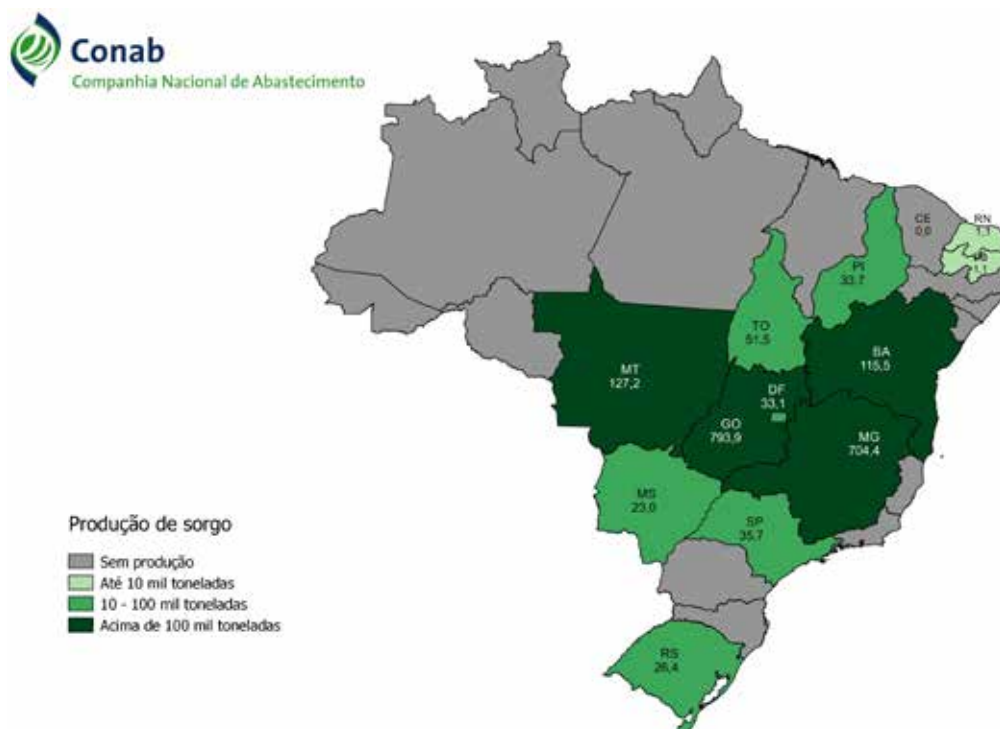 Conab
Companhia Nacional de Abastecimento
CE
0,0
RN
1,1
PB
1,1
PI
33,7
TO
51,5
BA
115,5
MT
127,2
DF
33,1
GO
793,9
MG
704,4
MS
23,0
SP
35,7
RS
26,4
Produção de sorgo
Sem produção
Até 10 mil toneladas
10 - 100 mil toneladas
Acima de 100 mil toneladas